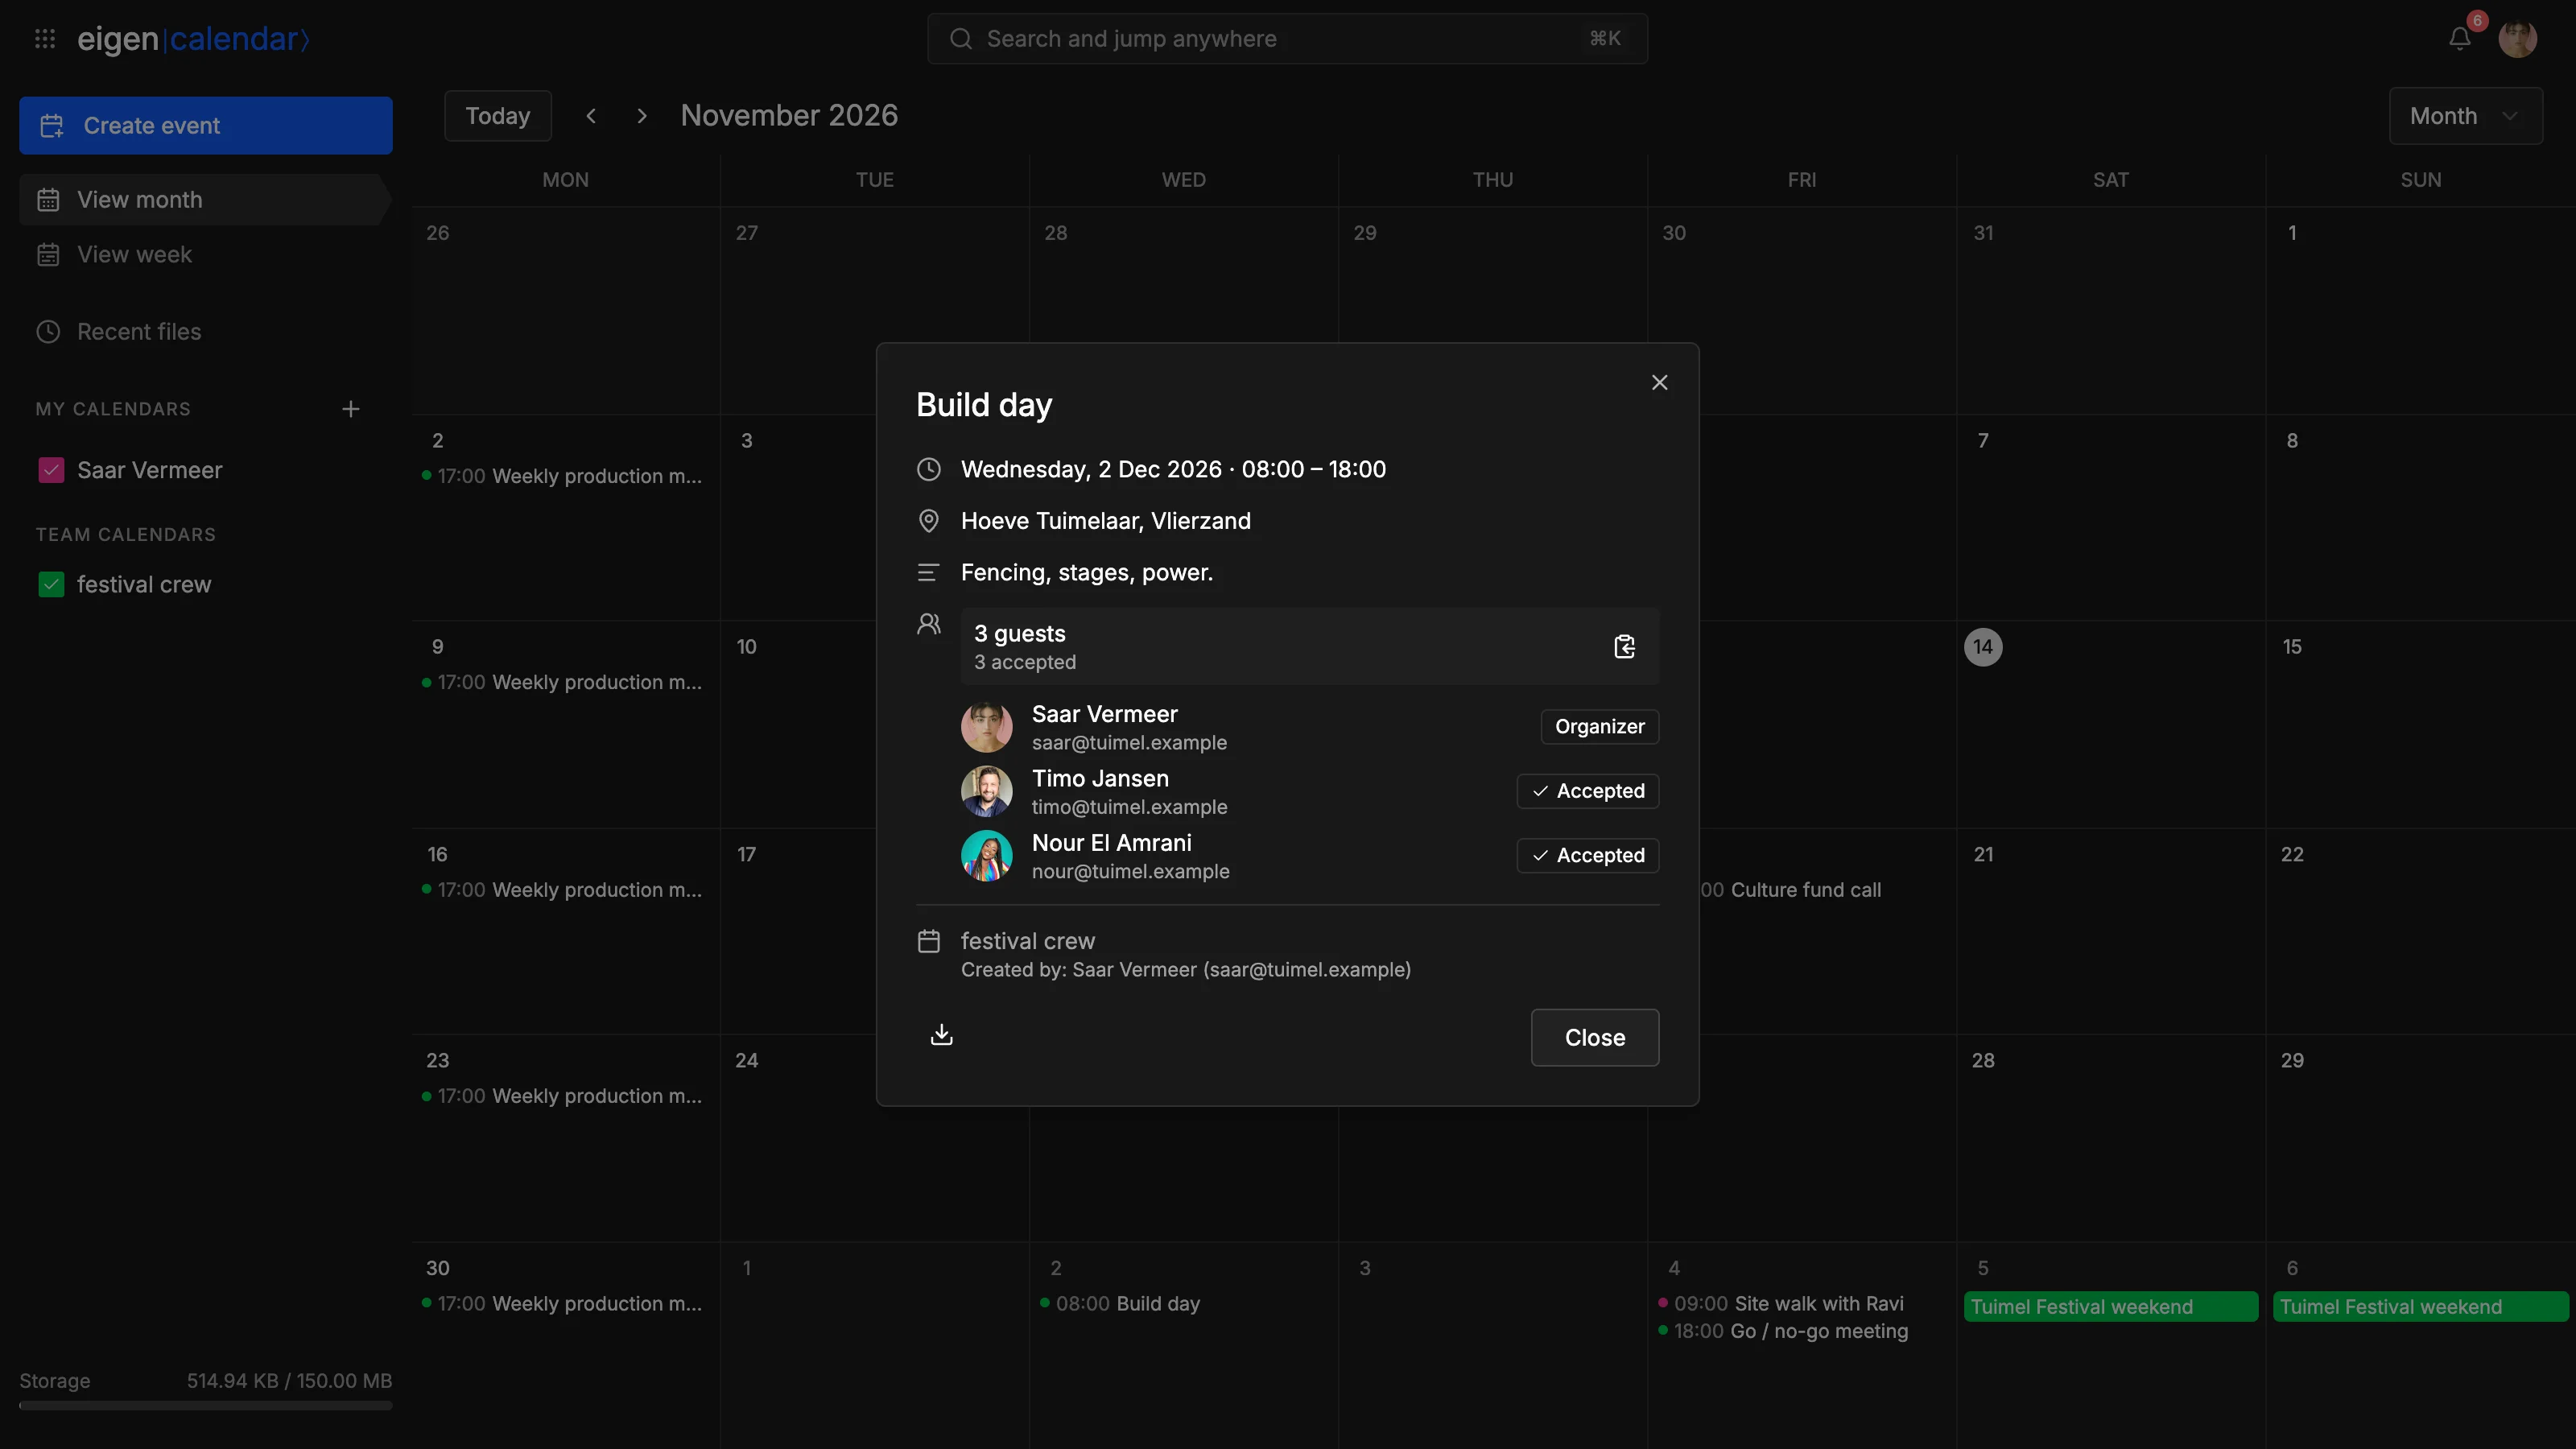 eigen|calendar⟩
Search and jump anywhere
⌘K
6
Create event
View month
View week
Recent files
MY CALENDARS
Saar Vermeer
TEAM CALENDARS
festival crew
Storage
514.94 KB / 150.00 MB
Today
November 2026
Month
MON
TUE
WED
THU
FRI
SAT
SUN
26
27
28
29
30
31
1
2
17:00 Weekly production m...
3
7
8
9
17:00 Weekly production m...
10
14
15
16
17:00 Weekly production m...
17
00 Culture fund call
21
22
23
17:00 Weekly production m...
24
28
29
30
17:00 Weekly production m...
1
2
08:00 Build day
3
4
09:00 Site walk with Ravi
18:00 Go / no-go meeting
5
Tuimel Festival weekend
6
Tuimel Festival weekend
Build day
Wednesday, 2 Dec 2026 · 08:00 – 18:00
Hoeve Tuimelaar, Vlierzand
Fencing, stages, power.
3 guests
3 accepted
Saar Vermeer
saar@tuimel.example
Organizer
Timo Jansen
timo@tuimel.example
Accepted
Nour El Amrani
nour@tuimel.example
Accepted
festival crew
Created by: Saar Vermeer (saar@tuimel.example)
Close